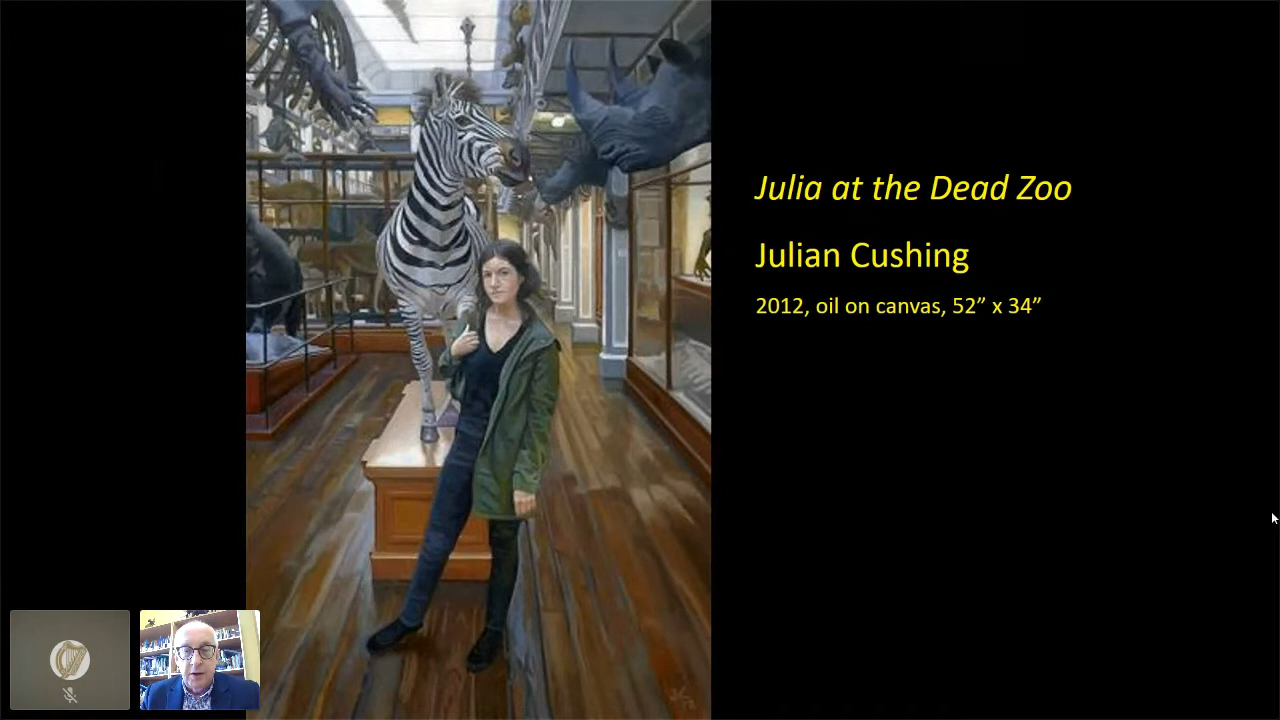 Julia at the Dead Zoo
Julian Cushing
2012, oil on canvas, 52” x 34”